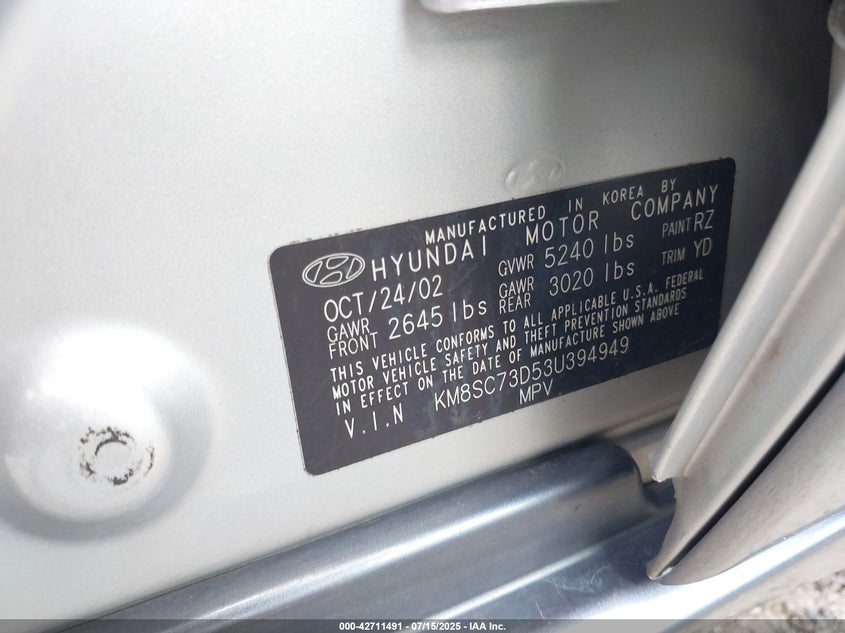 MANUFACTURED IN KOREA BY
HYUNDAI MOTOR COMPANY
OCT/24/02 GVWR 5240 lbs PAINT RZ
GAWR FRONT 2645 lbs GAWR REAR 3020 lbs TRIM YD
THIS VEHICLE CONFORMS TO ALL APPLICABLE U.S.A. FEDERAL
MOTOR VEHICLE SAFETY AND THEFT PREVENTION STANDARDS
IN EFFECT ON THE DATE OF MANUFACTURE SHOWN ABOVE
V.I.N KM8SC73D53U394949
MPV
000-42711491 - 07/15/2025 - IAA Inc.